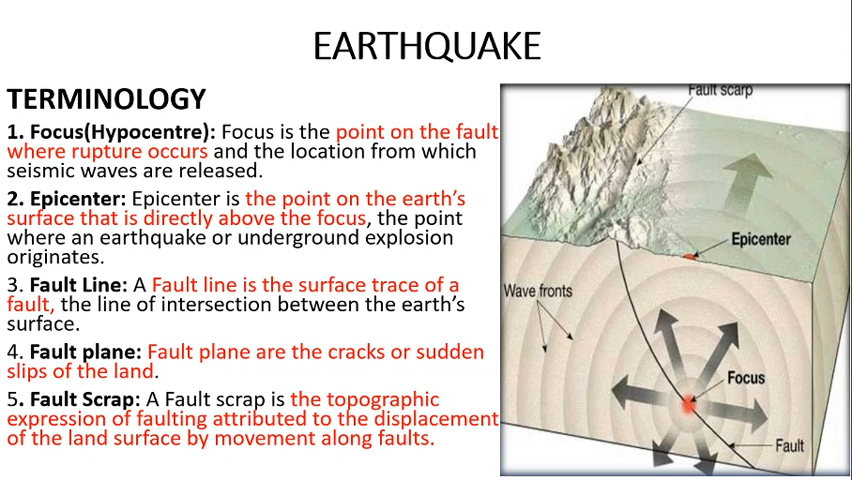 EARTHQUAKE
TERMINOLOGY
1. Focus(Hypocentre): Focus is the point on the fault
where rupture occurs and the location from which
seismic waves are released.
2. Epicenter: Epicenter is the point on the earth’s
surface that is directly above the focus, the point
where an earthquake or underground explosion
originates.
3. Fault Line: A Fault line is the surface trace of a
fault, the line of intersection between the earth’s
surface.
4. Fault plane: Fault plane are the cracks or sudden
slips of the land.
5. Fault Scrap: A Fault scrap is the topographic
expression of faulting attributed to the displacement
of the land surface by movement along faults.
Fault scarp
Epicenter
Wave fronts
Focus
Fault